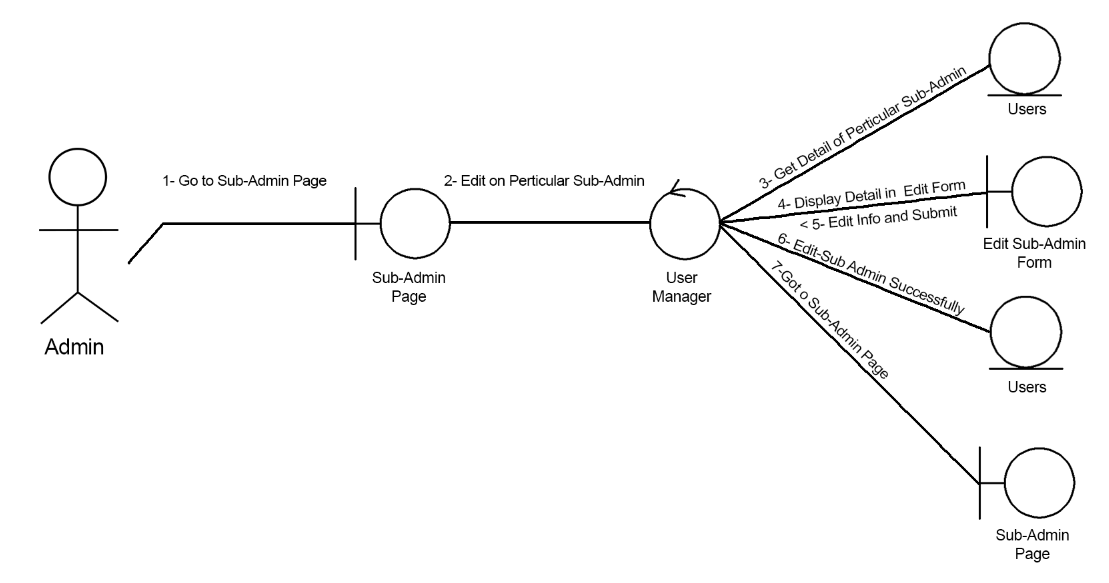 Users
3- Get Detail of Perticular Sub-Admin
1- Go to Sub-Admin Page
2- Edit on Perticular Sub-Admin
4- Display Detail in Edit Form
< 5- Edit Info and Submit
Edit Sub-Admin
Form
6- Edit-Sub Admin Successfully
Sub-Admin
Page
User
Manager
7-Got o Sub-Admin Page
Admin
Users
Sub-Admin
Page